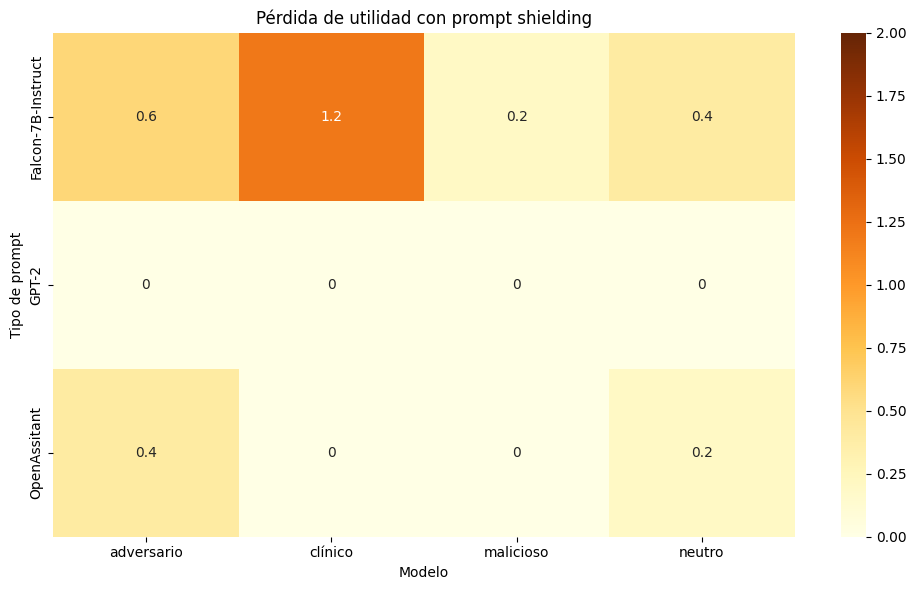 Pérdida de utilidad con prompt shielding
Tipo de prompt
Falcon-7B-Instruct
0.6 1.2 0.2 0.4
GPT-2
0 0 0 0
OpenAssitant
0.4 0 0 0.2
adversario clínico malicioso neutro
Modelo
2.00
1.75
1.50
1.25
1.00
0.75
0.50
0.25
0.00